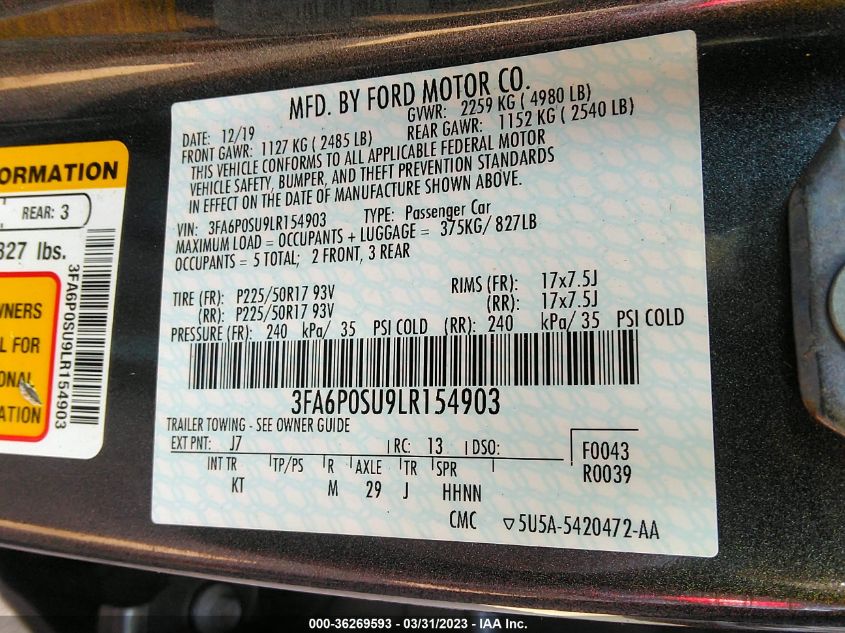 ORMATION
REAR: 3
827 lbs.
3FA6P0SU9LR154903
OWNERS
L FOR
ONAL
MFD. BY FORD MOTOR CO.
DATE: 12/19
GVWR: 2259 KG ( 4980 LB)
FRONT GAWR: 1127 KG ( 2485 LB)
REAR GAWR: 1152 KG ( 2540 LB)
THIS VEHICLE CONFORMS TO ALL APPLICABLE FEDERAL MOTOR
VEHICLE SAFETY, BUMPER, AND THEFT PREVENTION STANDARDS
IN EFFECT ON THE DATE OF MANUFACTURE SHOWN ABOVE.
VIN: 3FA6P0SU9LR154903 TYPE: Passenger Car
MAXIMUM LOAD = OCCUPANTS + LUGGAGE = 375KG/ 827LB
OCCUPANTS = 5 TOTAL; 2 FRONT, 3 REAR
TIRE (FR): P225/50R17 93V RIMS (FR): 17x7.5J
(RR): P225/50R17 93V (RR): 17x7.5J
PRESSURE (FR): 240 kPa/ 35 PSI COLD (RR): 240 kPa/ 35 PSI COLD
3FA6P0SU9LR154903
TRAILER TOWING - SEE OWNER GUIDE
EXT PNT: J7 RC: 13 DSO:
F0043
R0039
INT TR TP/PS R AXLE TR SPR
KT M 29 J HHNN
CMC ▽5U5A-5420472-AA
000-36269593 - 03/31/2023 - IAA Inc.